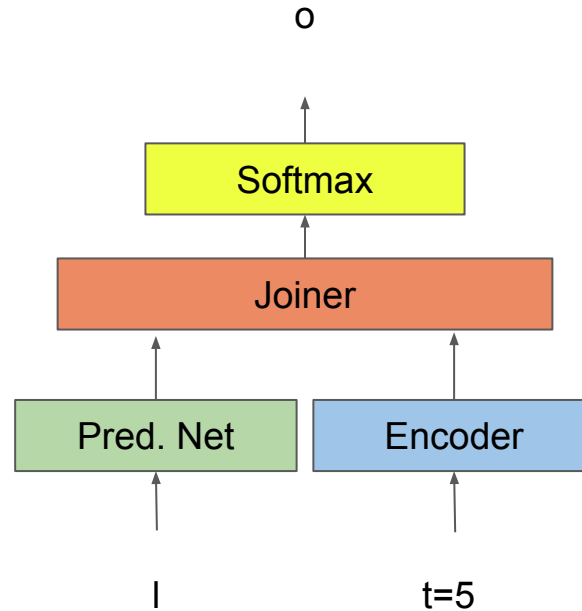 o
Softmax
Joiner
Pred. Net
Encoder
l
t=5